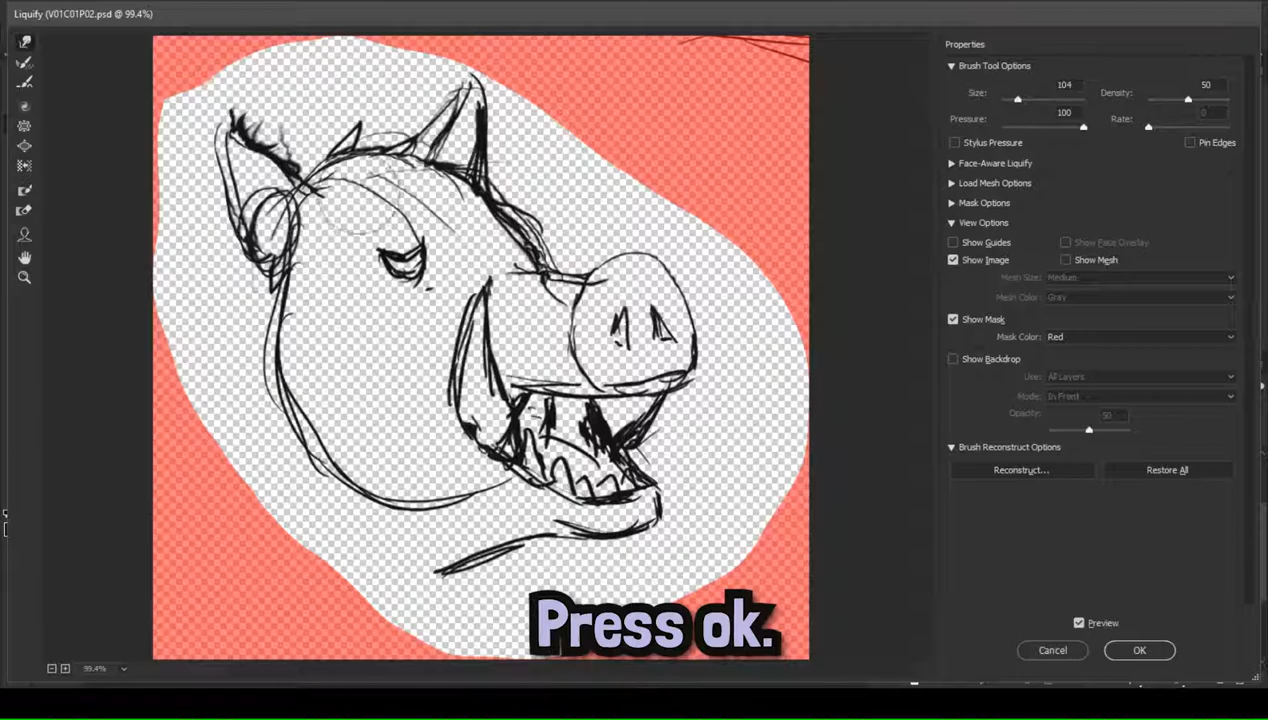 Liquify (V01C01P02.psd @ 99.4%)
Properties
Brush Tool Options
Size: 104 Density: 50
Pressure: 100 Rate: 0
Stylus Pressure Pin Edges
Face-Aware Liquify
Load Mesh Options
Mask Options
View Options
Show Guides Show Face Overlay
Show Image Show Mesh
Mesh Size: Medium
Mesh Color: Gray
Show Mask
Mask Color: Red
Show Backdrop
Use: All Layers
Mode: In Front
Opacity: 50
Brush Reconstruct Options
Reconstruct... Restore All
Press ok.
Preview
Cancel OK
99.4%